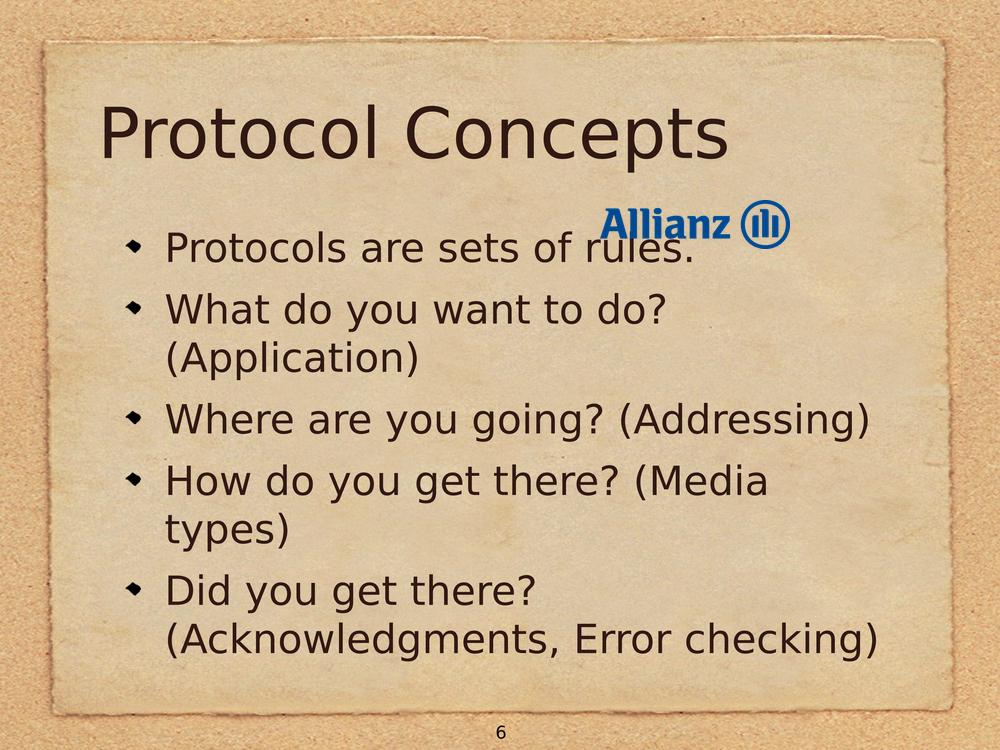 Protocol Concepts
Allianz
Protocols are sets of rules.
What do you want to do?
(Application)
Where are you going? (Addressing)
How do you get there? (Media
types)
Did you get there?
(Acknowledgments, Error checking)
6